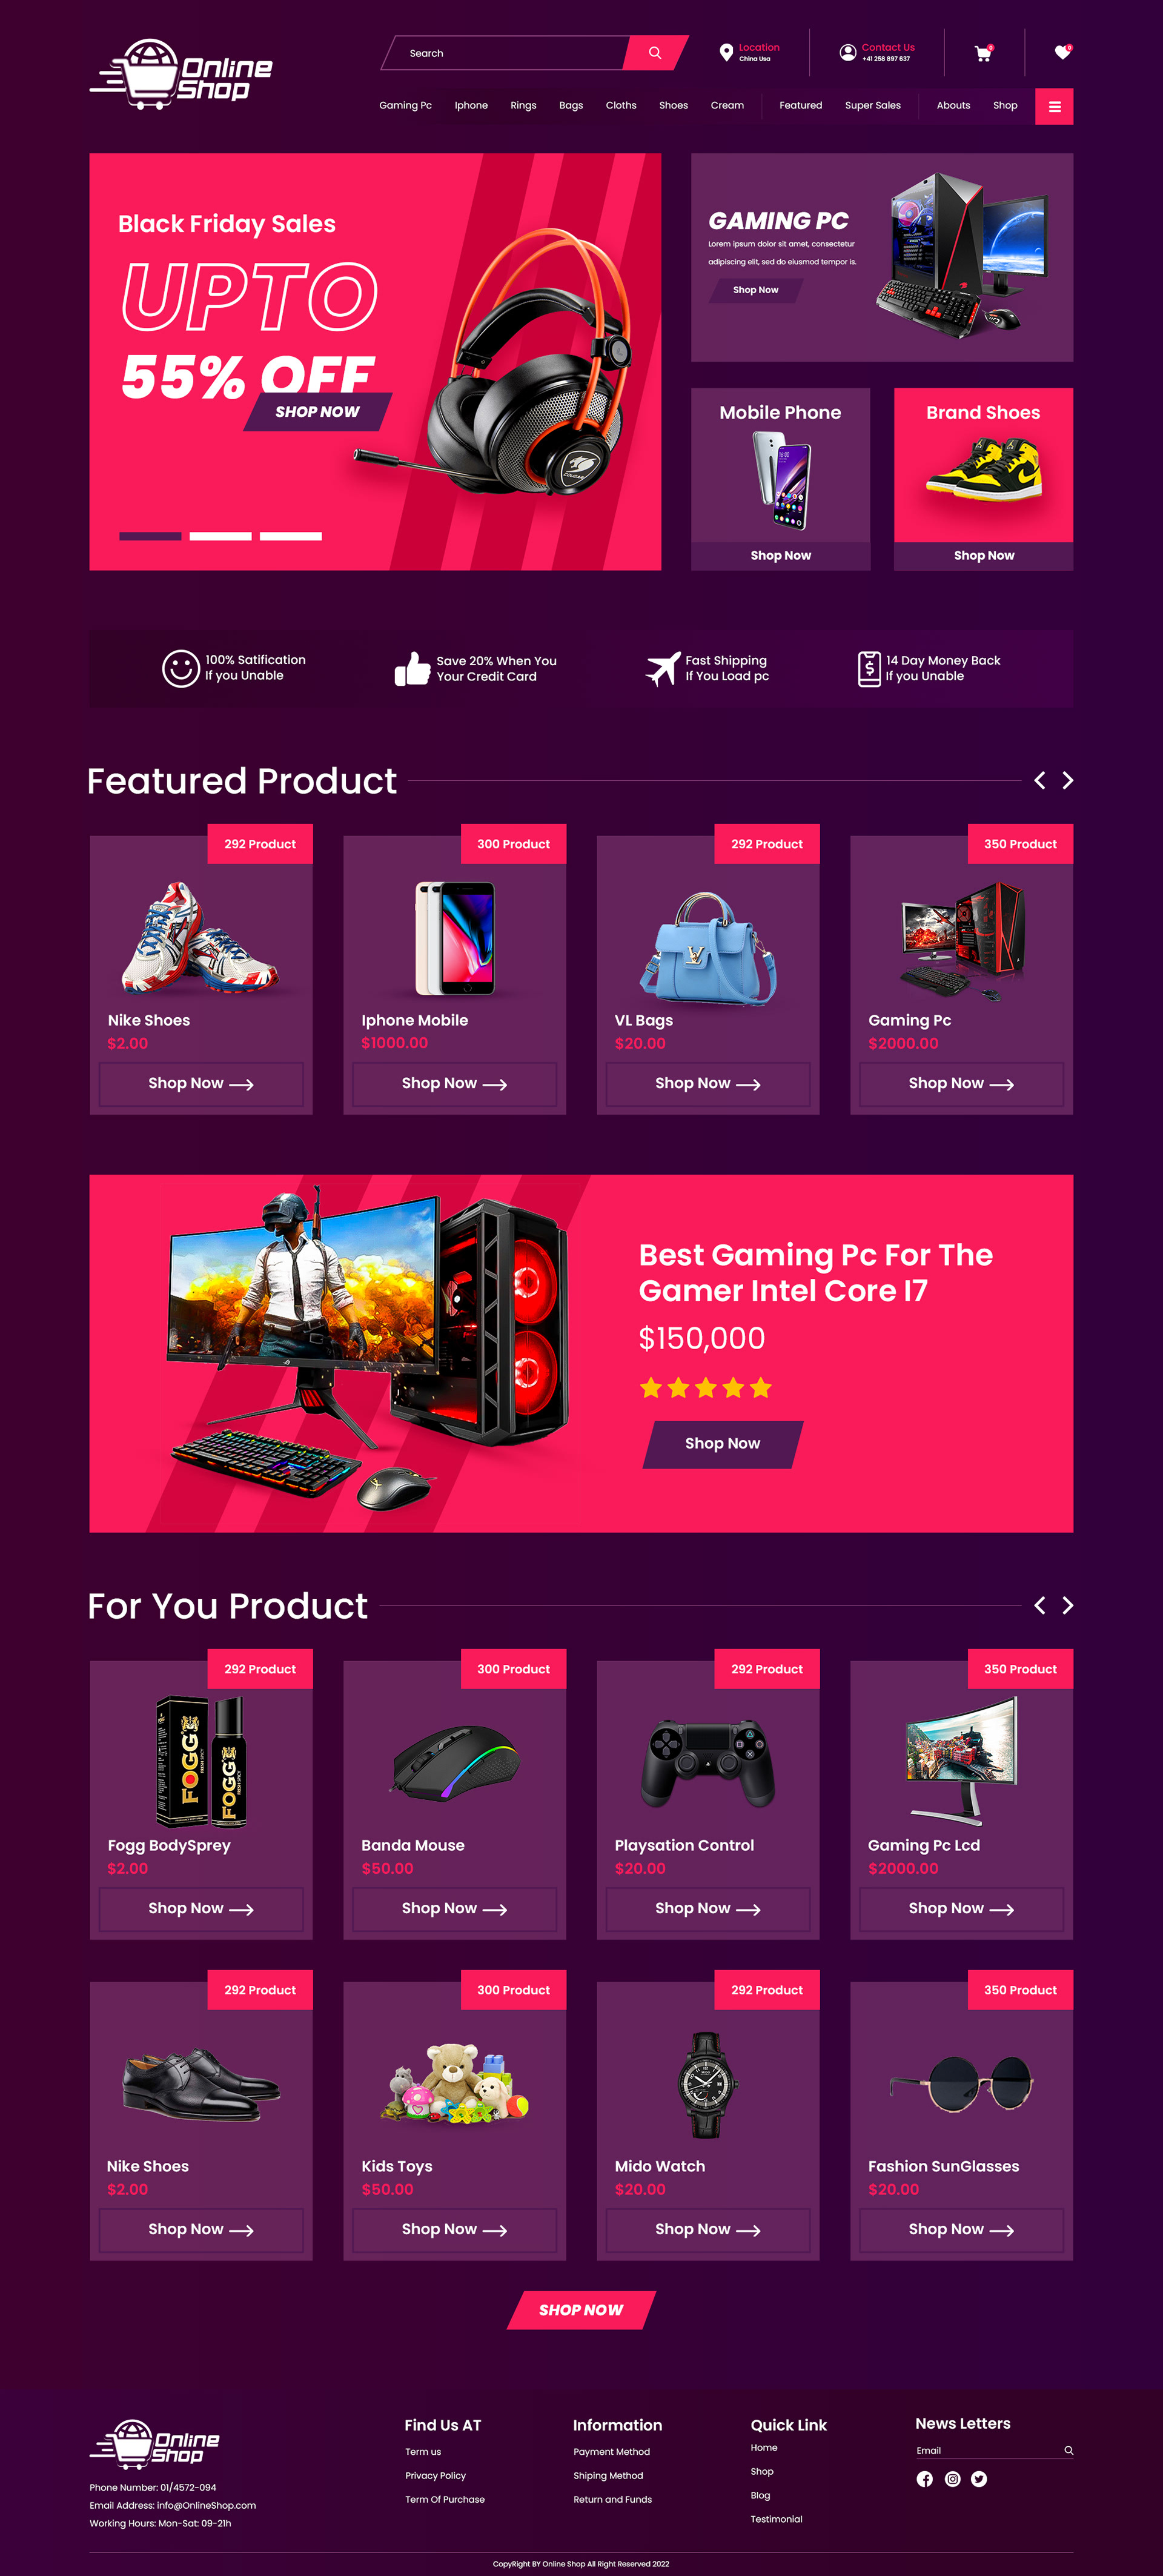 Online
Shop
Search
Location
China Usa
Contact Us
+41 258 897 637
0
0
Gaming Pc Iphone Rings Bags Cloths Shoes Cream Featured Super Sales Abouts Shop
Black Friday Sales
UPTO
55% OFF
SHOP NOW
COUGAR
GAMING PC
Lorem ipsum dolor sit amet, consectetur
adipiscing elit, sed do eiusmod tempor is.
Shop Now
Mobile Phone
Shop Now
Brand Shoes
Shop Now
100% Satification
If you Unable
Save 20% When You
Your Credit Card
Fast Shipping
If You Load pc
14 Day Money Back
If you Unable
Featured Product
292 Product
Nike Shoes
$2.00
Shop Now
300 Product
Iphone Mobile
$1000.00
Shop Now
292 Product
VL Bags
$20.00
Shop Now
350 Product
Gaming Pc
$2000.00
Shop Now
Best Gaming Pc For The
Gamer Intel Core I7
$150,000
Shop Now
For You Product
292 Product
FOGG
FOGG
Fogg BodySprey
$2.00
Shop Now
300 Product
Banda Mouse
$50.00
Shop Now
292 Product
Playsation Control
$20.00
Shop Now
350 Product
Gaming Pc Lcd
$2000.00
Shop Now
292 Product
Nike Shoes
$2.00
Shop Now
300 Product
Kids Toys
$50.00
Shop Now
292 Product
Mido Watch
$20.00
Shop Now
350 Product
Fashion SunGlasses
$20.00
Shop Now
SHOP NOW
Online
Shop
Phone Number: 01/4572-094
Email Address: info@OnlineShop.com
Working Hours: Mon-Sat: 09-21h
Find Us AT
Term us
Privacy Policy
Term Of Purchase
Information
Payment Method
Shiping Method
Return and Funds
Quick Link
Home
Shop
Blog
Testimonial
News Letters
Email
CopyRight BY Online Shop All Right Reserved 2022